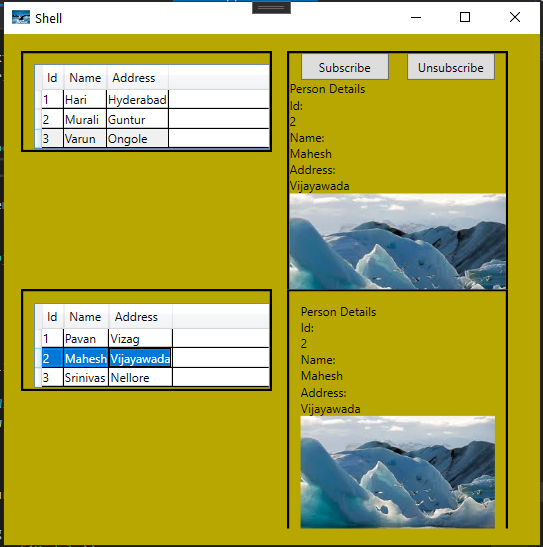 Shell
Id Name Address
1 Hari Hyderabad
2 Murali Guntur
3 Varun Ongole
Subscribe Unsubscribe
Person Details
Id:
2
Name:
Mahesh
Address:
Vijayawada
Id Name Address
1 Pavan Vizag
2 Mahesh Vijayawada
3 Srinivas Nellore
Person Details
Id:
2
Name:
Mahesh
Address:
Vijayawada